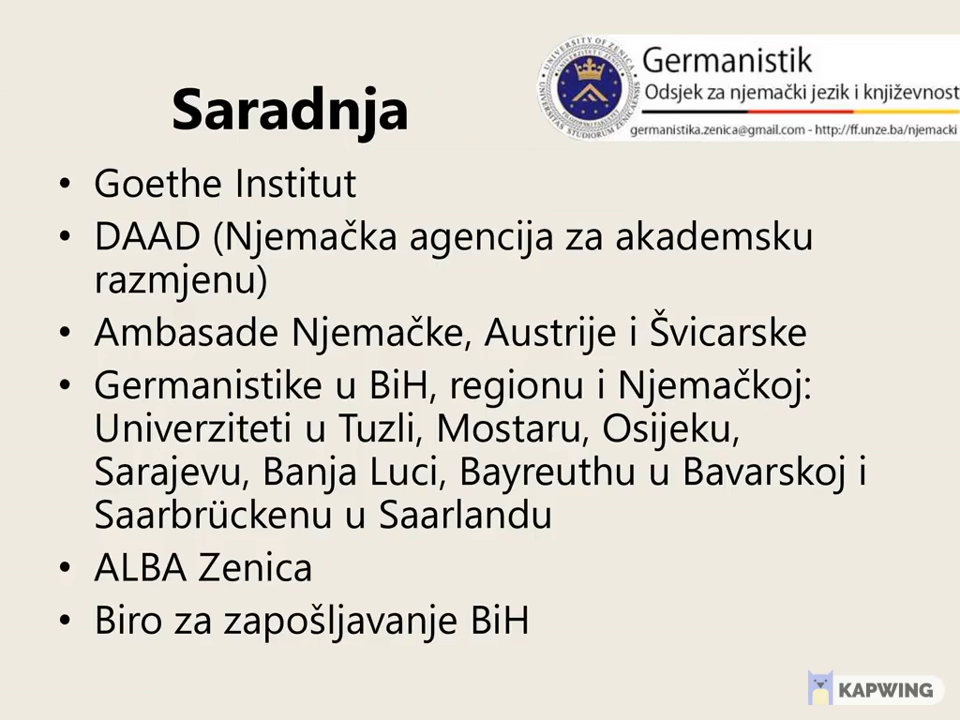 Saradnja
Germanistik
Odsjek za njemački jezik i književnost
germanistika.zenica@gmail.com - http://ff.unze.ba/njemacki
• Goethe Institut
• DAAD (Njemačka agencija za akademsku
razmjenu)
• Ambasade Njemačke, Austrije i Švicarske
• Germanistike u BiH, regionu i Njemačkoj:
Univerziteti u Tuzli, Mostaru, Osijeku,
Sarajevu, Banja Luci, Bayreuthu u Bavarskoj i
Saarbrückenu u Saarlandu
• ALBA Zenica
• Biro za zapošljavanje BiH
KAPWING